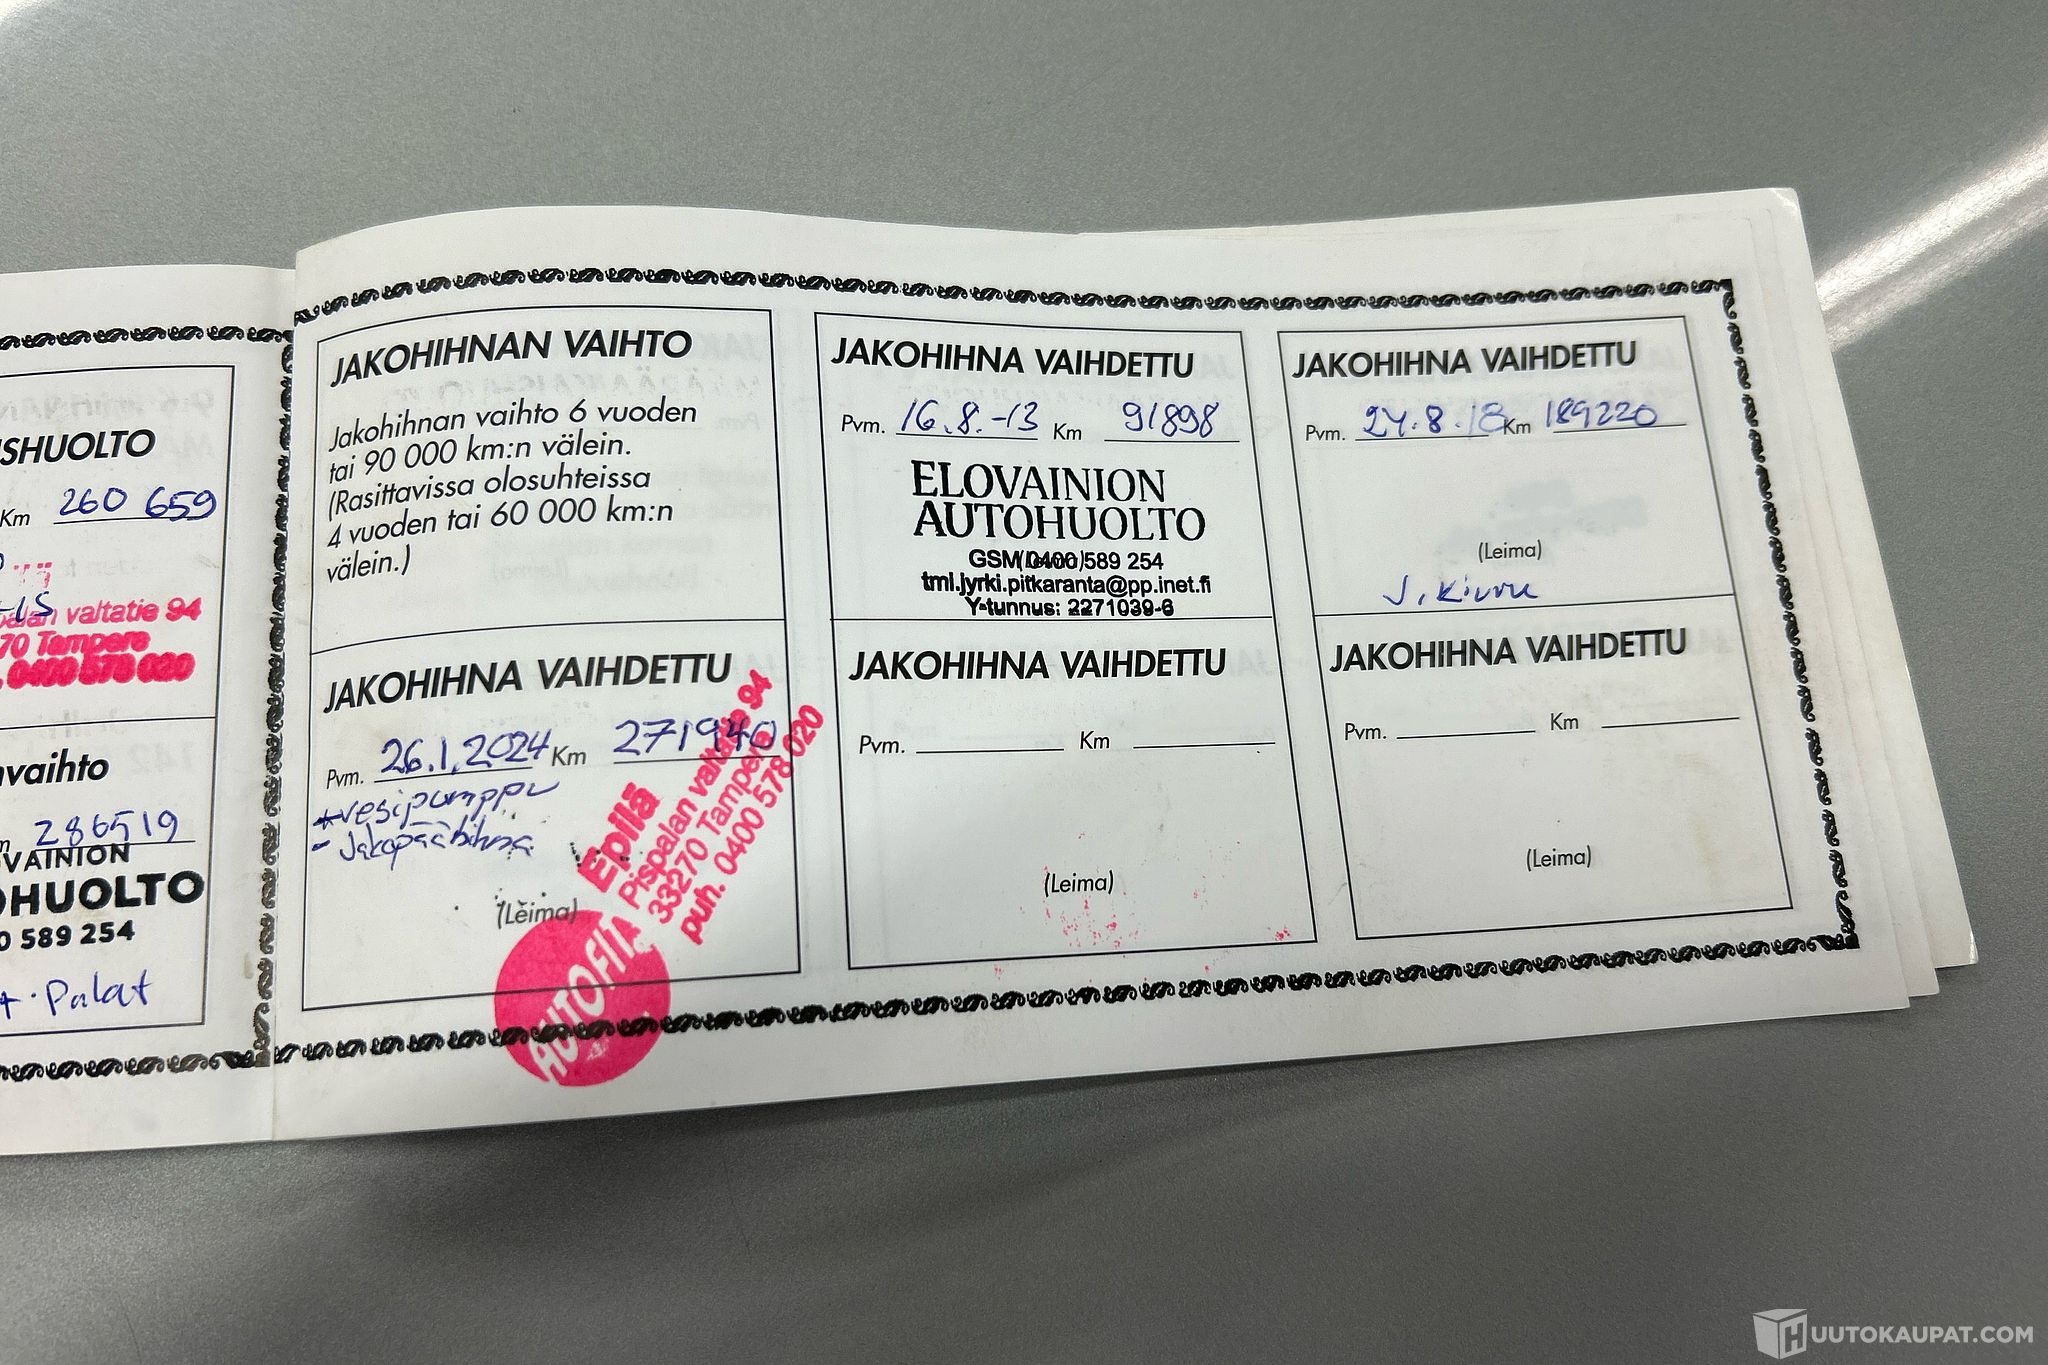 SHUOLTO
Km 260 659
palan valtatie 94
70 Tampere
0400 578 020
vaihto
286519
VAINION
OHUOLTO
0 589 254
+ · Palat
JAKOHIHNAN VAIHTO
Jakohihnan vaihto 6 vuoden
tai 90 000 km:n välein.
(Rasittavissa olosuhteissa
4 vuoden tai 60 000 km:n
välein.)
JAKOHIHNA VAIHDETTU
Pvm. 26.1.2024 Km 271940
+vesipumppu
- Jakopäähihna
(Leima)
AUTOFIT
Epilä
Pispalan valtatie 94
33270 Tampere
puh. 0400 578 020
JAKOHIHNA VAIHDETTU
Pvm. 16.8.-13 Km 91898
ELOVAINION
AUTOHUOLTO
(Leima)
GSM 0400 589 254
tml.jyrki.pitkaranta@pp.inet.fi
Y-tunnus: 2271039-6
JAKOHIHNA VAIHDETTU
Pvm. Km
(Leima)
JAKOHIHNA VAIHDETTU
Pvm. 24.8.18 Km 189220
(Leima)
JAKOHIHNA VAIHDETTU
Pvm. Km
(Leima)
HUUTOKAUPAT.COM